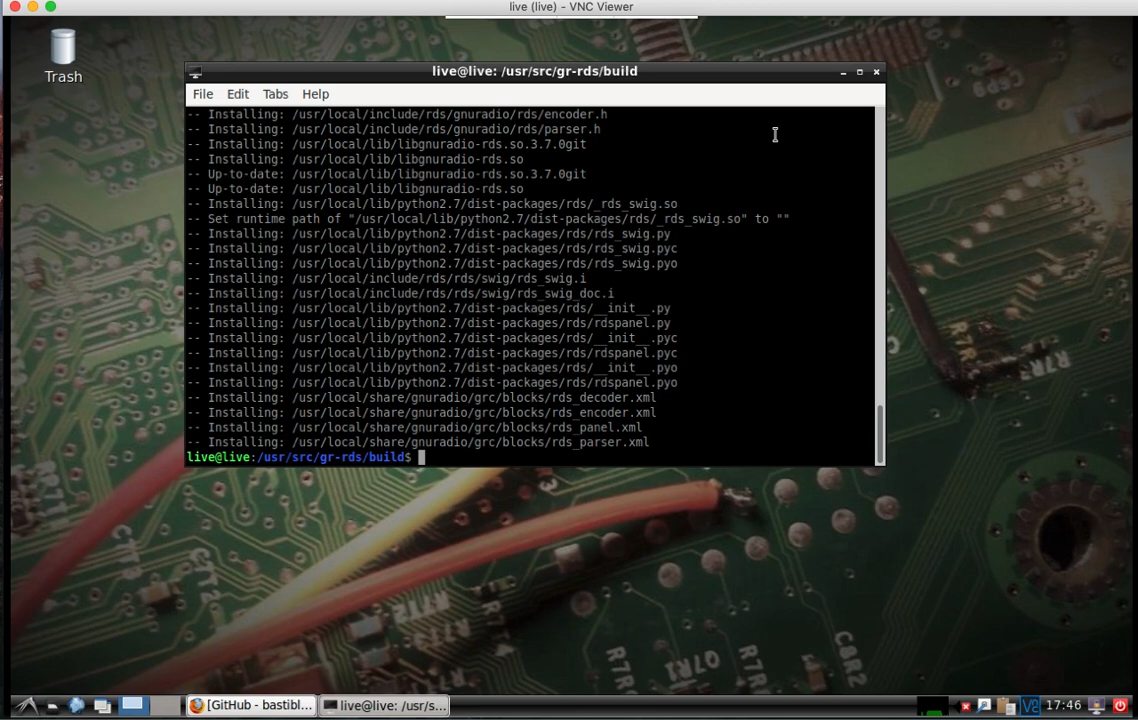 live (live) - VNC Viewer
Trash
live@live: /usr/src/gr-rds/build
File Edit Tabs Help
-- Installing: /usr/local/include/rds/gnuradio/rds/encoder.h
-- Installing: /usr/local/include/rds/gnuradio/rds/parser.h
-- Installing: /usr/local/lib/libgnuradio-rds.so.3.7.0git
-- Installing: /usr/local/lib/libgnuradio-rds.so
-- Up-to-date: /usr/local/lib/libgnuradio-rds.so.3.7.0git
-- Up-to-date: /usr/local/lib/libgnuradio-rds.so
-- Installing: /usr/local/lib/python2.7/dist-packages/rds/_rds_swig.so
-- Set runtime path of "/usr/local/lib/python2.7/dist-packages/rds/_rds_swig.so" to ""
-- Installing: /usr/local/lib/python2.7/dist-packages/rds/rds_swig.py
-- Installing: /usr/local/lib/python2.7/dist-packages/rds/rds_swig.pyc
-- Installing: /usr/local/lib/python2.7/dist-packages/rds/rds_swig.pyo
-- Installing: /usr/local/include/rds/rds/swig/rds_swig.i
-- Installing: /usr/local/include/rds/rds/swig/rds_swig_doc.i
-- Installing: /usr/local/lib/python2.7/dist-packages/rds/__init__.py
-- Installing: /usr/local/lib/python2.7/dist-packages/rds/rdspanel.py
-- Installing: /usr/local/lib/python2.7/dist-packages/rds/__init__.pyc
-- Installing: /usr/local/lib/python2.7/dist-packages/rds/rdspanel.pyc
-- Installing: /usr/local/lib/python2.7/dist-packages/rds/__init__.pyo
-- Installing: /usr/local/lib/python2.7/dist-packages/rds/rdspanel.pyo
-- Installing: /usr/local/share/gnuradio/grc/blocks/rds_decoder.xml
-- Installing: /usr/local/share/gnuradio/grc/blocks/rds_encoder.xml
-- Installing: /usr/local/share/gnuradio/grc/blocks/rds_panel.xml
-- Installing: /usr/local/share/gnuradio/grc/blocks/rds_parser.xml
live@live:/usr/src/gr-rds/build$
[GitHub - bastibl... live@live: /usr/s... 17:46